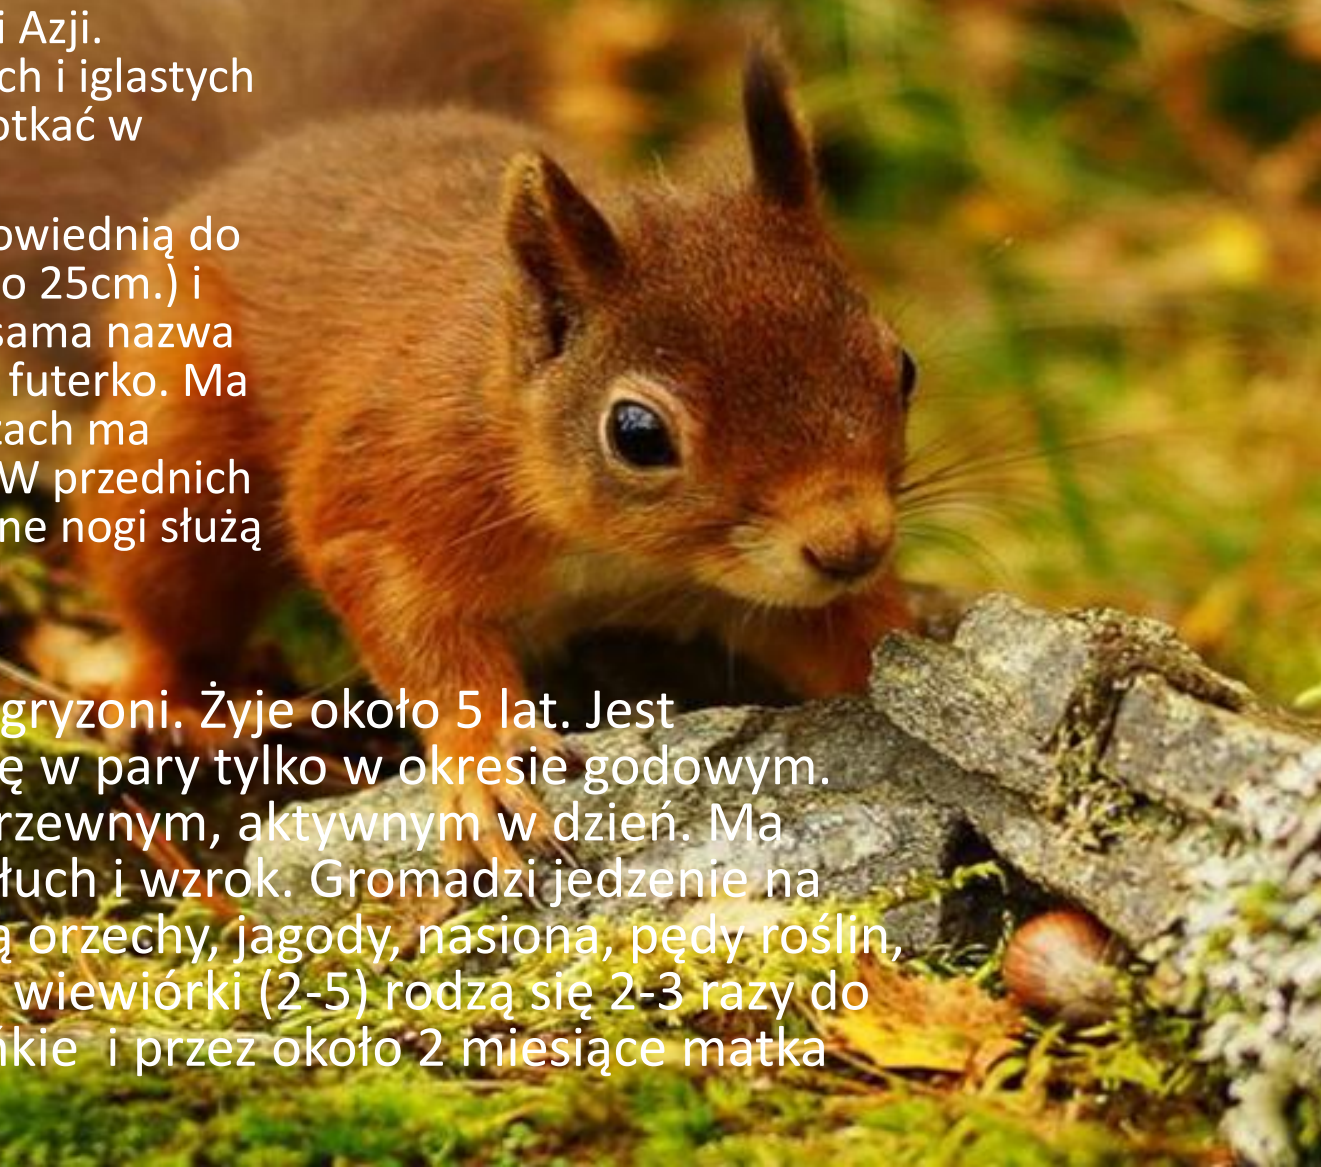 i Azji.
ch i iglastych
otkać w
owiednią do
o 25cm.) i
sama nazwa
futerko. Ma
tach ma
W przednich
ne nogi służą
gryzoni. Żyje około 5 lat. Jest
ę w pary tylko w okresie godowym.
rzewnym, aktywnym w dzień. Ma
łuch i wzrok. Gromadzi jedzenie na
ą orzechy, jagody, nasiona, pędy roślin,
wiewiórki (2-5) rodzą się 2-3 razy do
ńkie i przez około 2 miesiące matka